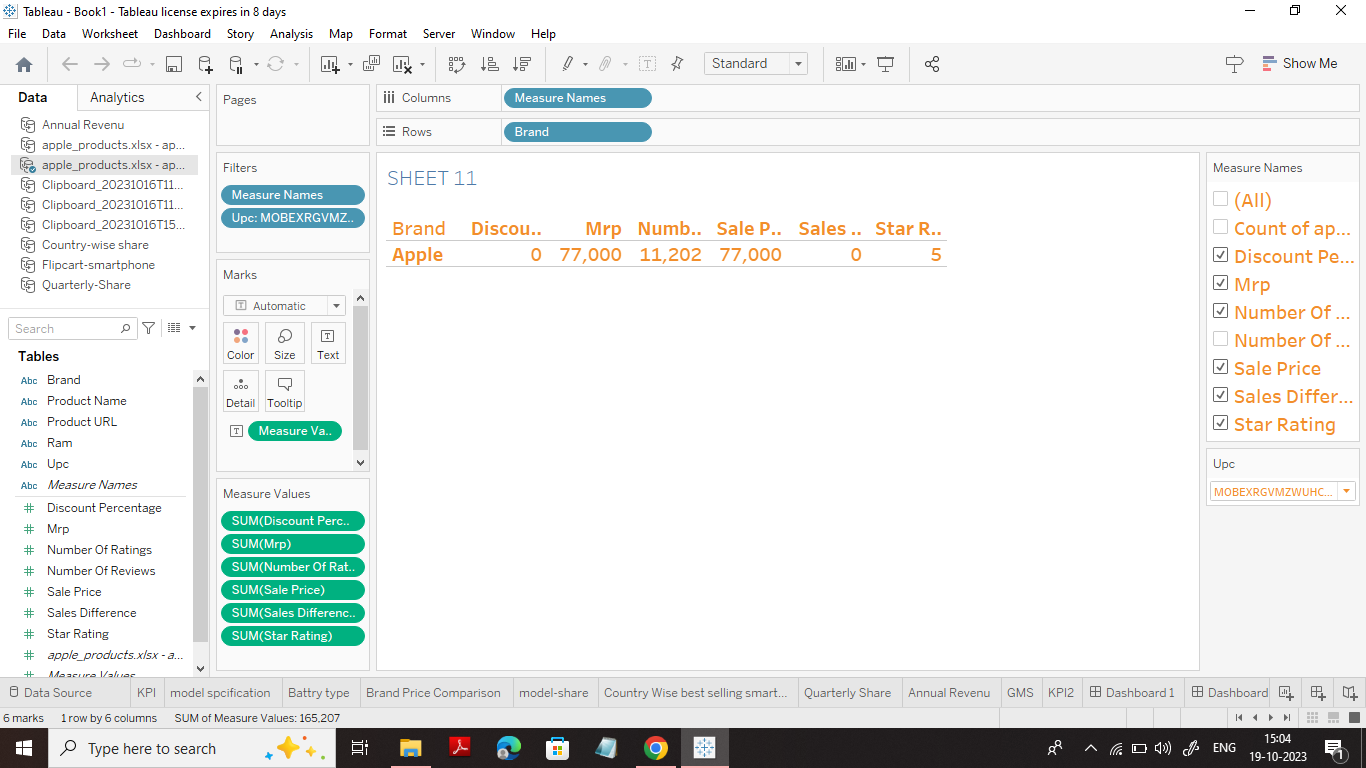 Tableau - Book1 - Tableau license expires in 8 days
File Data Worksheet Dashboard Story Analysis Map Format Server Window Help
Standard
Show Me
Data Analytics
Annual Revenu
apple_products.xlsx - ap...
apple_products.xlsx - ap...
Clipboard_20231016T11...
Clipboard_20231016T11...
Clipboard_20231016T15...
Country-wise share
Flipcart-smartphone
Quarterly-Share
Search
Tables
Abc Brand
Abc Product Name
Abc Product URL
Abc Ram
Abc Upc
Abc Measure Names
Discount Percentage
Mrp
Number Of Ratings
Number Of Reviews
Sale Price
Sales Difference
Star Rating
apple_products.xlsx - a...
Measure Values
Pages
Filters
Measure Names
Upc: MOBEXRGVMZ..
Marks
Automatic
Color Size Text
Detail Tooltip
Measure Va..
Measure Values
SUM(Discount Perc..
SUM(Mrp)
SUM(Number Of Rat..
SUM(Sale Price)
SUM(Sales Differenc..
SUM(Star Rating)
Columns Measure Names
Rows Brand
SHEET 11
Brand Discou.. Mrp Numb.. Sale P.. Sales .. Star R..
Apple 0 77,000 11,202 77,000 0 5
Measure Names
(All)
Count of ap...
Discount Pe...
Mrp
Number Of ...
Number Of ...
Sale Price
Sales Differ...
Star Rating
Upc
MOBEXRGVMZWUHC...
Data Source KPI model spcification Battry type Brand Price Comparison model-share Country Wise best selling smart... Quarterly Share Annual Revenu GMS KPI2 Dashboard 1 Dashboard
6 marks 1 row by 6 columns SUM of Measure Values: 165,207
Type here to search
ENG
15:04
19-10-2023
1